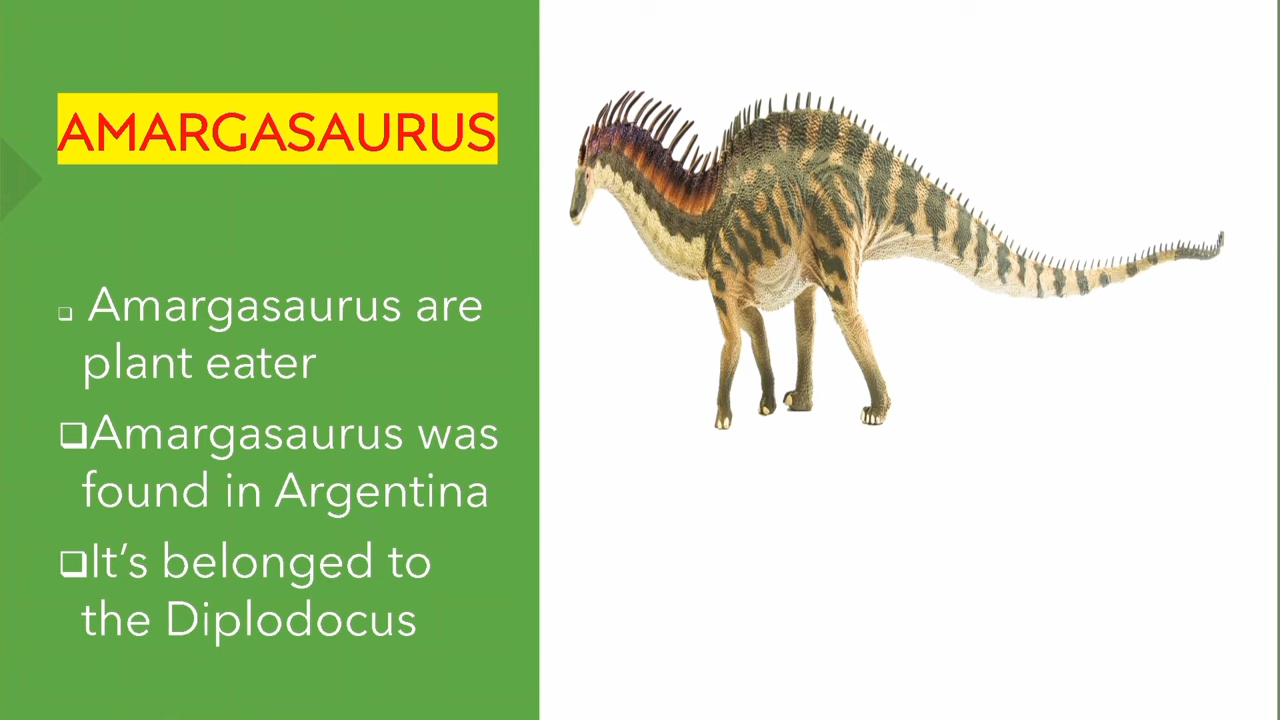 AMARGASAURUS
❑ Amargasaurus are
plant eater
❑Amargasaurus was
found in Argentina
❑It’s belonged to
the Diplodocus